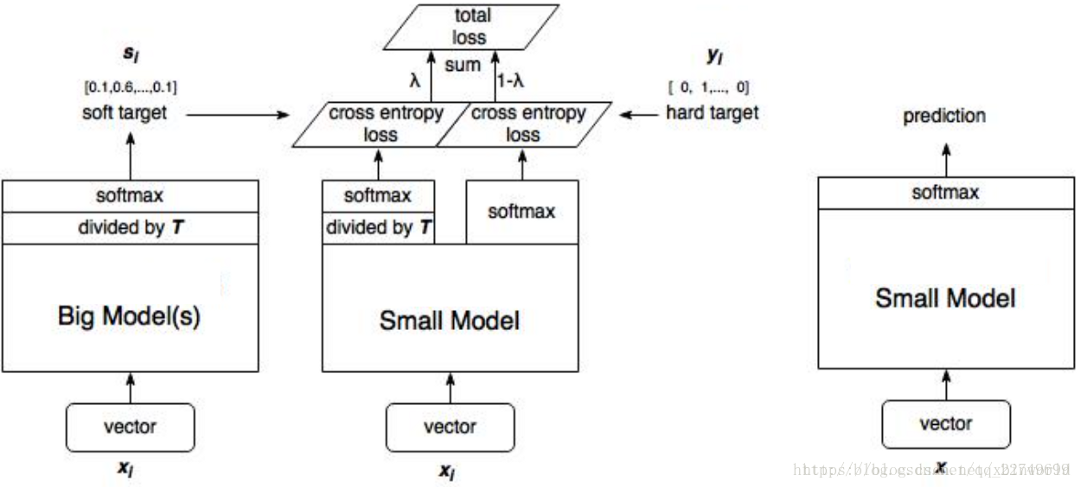 total
loss
s_i
y_i
sum
λ
1-λ
[0.1,0.6,...,0.1]
[ 0, 1,..., 0]
soft target
cross entropy
loss
cross entropy
loss
hard target
prediction
softmax
divided by T
softmax
divided by T
softmax
softmax
Big Model(s)
Small Model
Small Model
vector
vector
vector
x_i
x_i
x